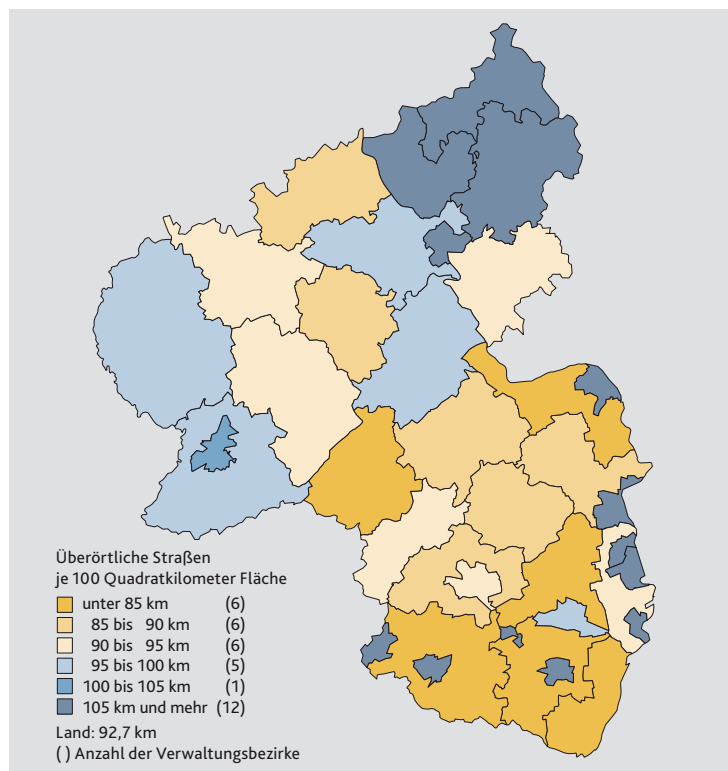 Überörtliche Straßen
je 100 Quadratkilometer Fläche
unter 85 km (6)
85 bis 90 km (6)
90 bis 95 km (6)
95 bis 100 km (5)
100 bis 105 km (1)
105 km und mehr (12)
Land: 92,7 km
( ) Anzahl der Verwaltungsbezirke